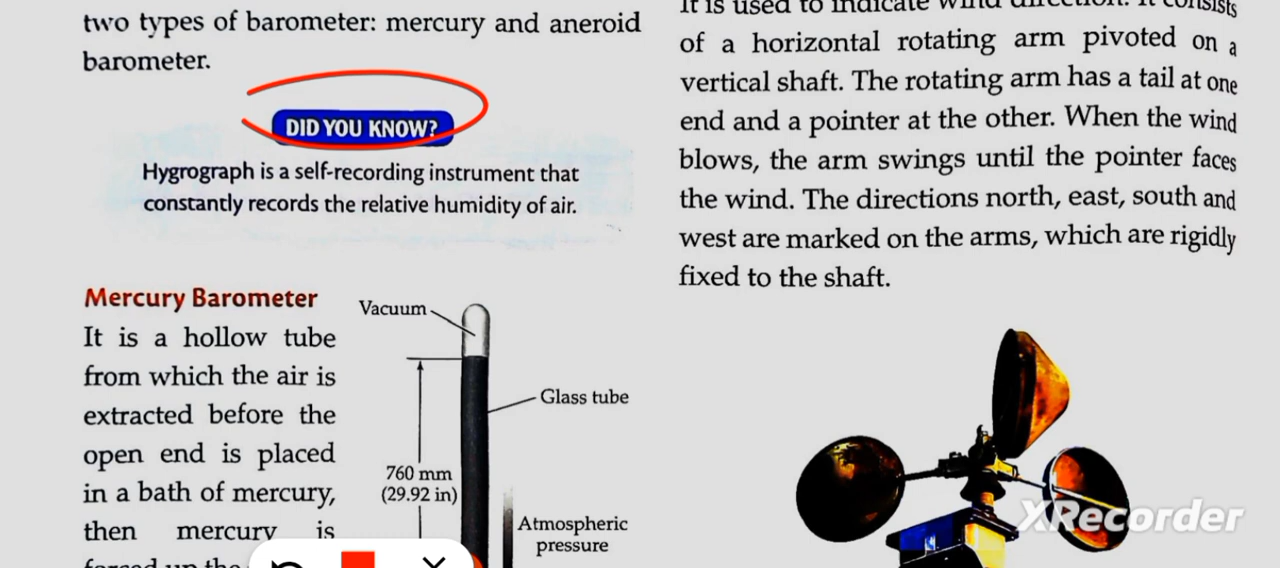 two types of barometer: mercury and aneroid
barometer.
DID YOU KNOW?
Hygrograph is a self-recording instrument that
constantly records the relative humidity of air.
Mercury Barometer
It is a hollow tube
from which the air is
extracted before the
open end is placed
in a bath of mercury,
then mercury is
forced up the
Vacuum
Glass tube
760 mm
(29.92 in)
Atmospheric
pressure
It is used to indicate wind direction. It consists
of a horizontal rotating arm pivoted on a
vertical shaft. The rotating arm has a tail at one
end and a pointer at the other. When the wind
blows, the arm swings until the pointer faces
the wind. The directions north, east, south and
west are marked on the arms, which are rigidly
fixed to the shaft.
XRecorder